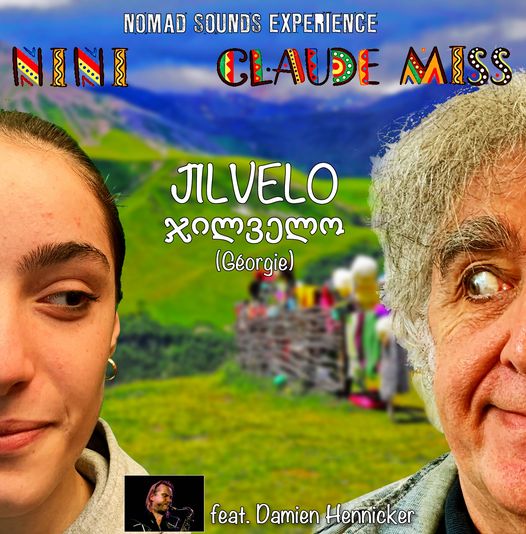 NOMAD SOUNDS EXPERIENCE
NINI CLAUDE MISS
JILVELO
ჯილველო
(Géorgie)
feat. Damien Hennicker